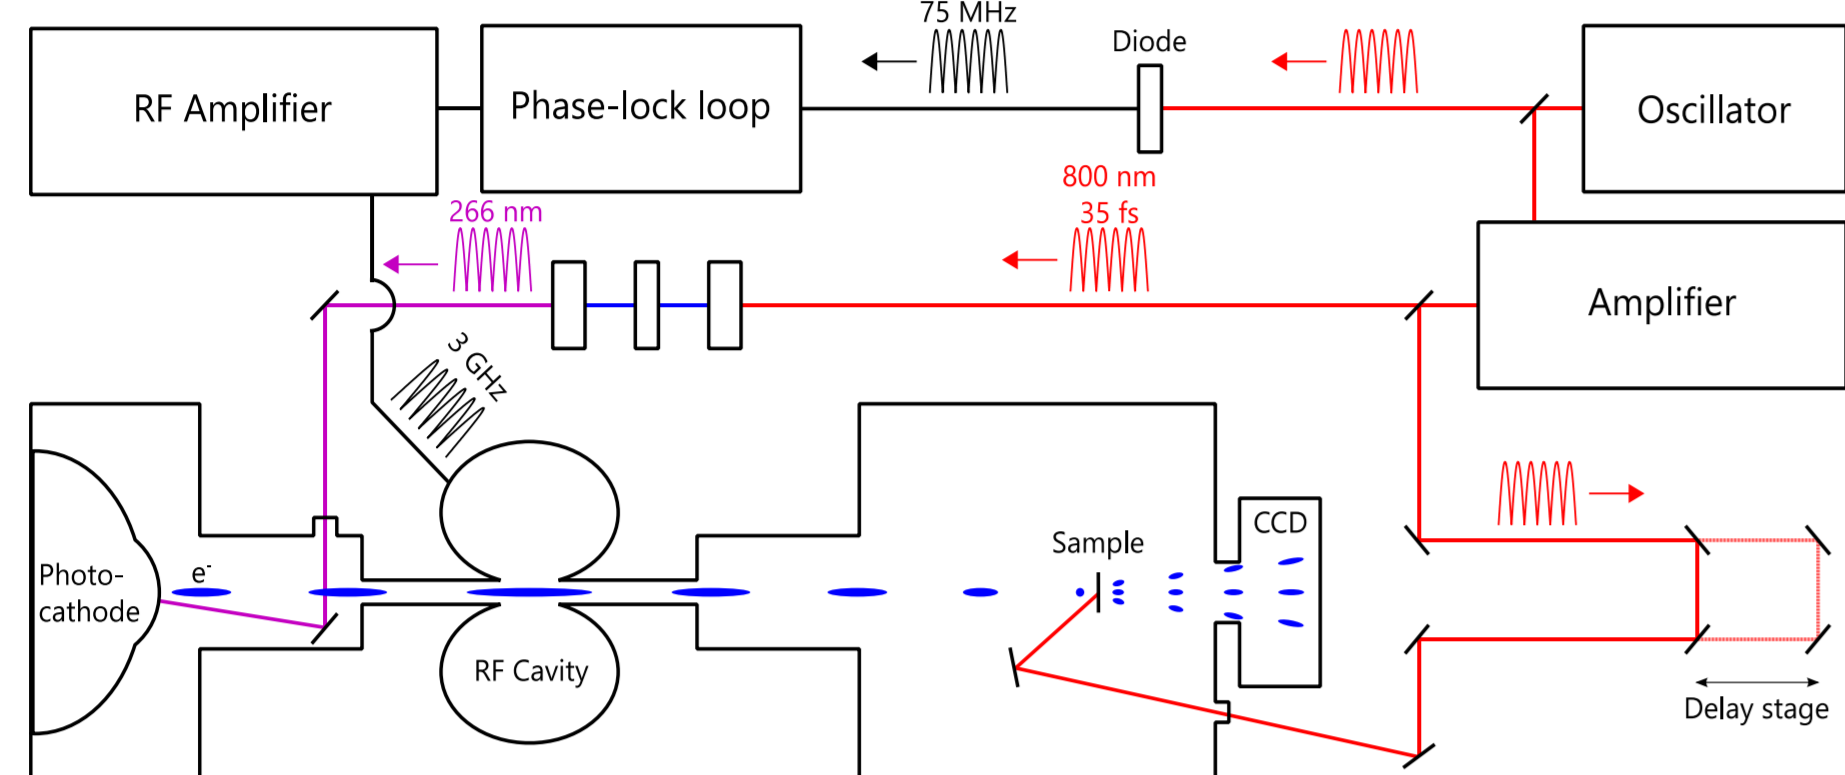 75 MHz
Diode
RF Amplifier
Phase-lock loop
Oscillator
800 nm
35 fs
266 nm
Amplifier
3 GHz
CCD
Sample
Photo-
cathode
e-
RF Cavity
Delay stage